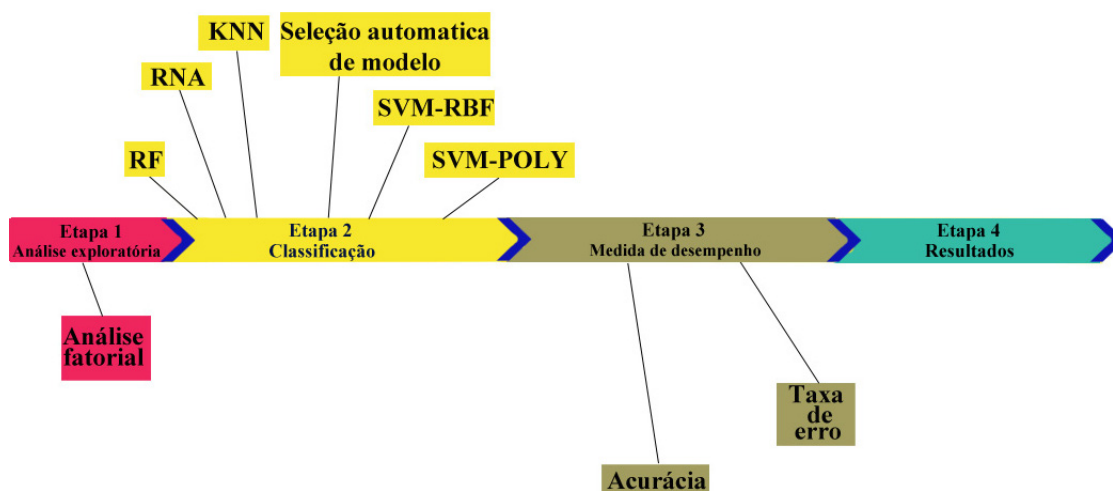 KNN
Seleção automatica
de modelo
RNA
SVM-RBF
RF
SVM-POLY
Etapa 1
Análise exploratória
Etapa 2
Classificação
Etapa 3
Medida de desempenho
Etapa 4
Resultados
Análise
fatorial
Taxa
de
erro
Acurácia